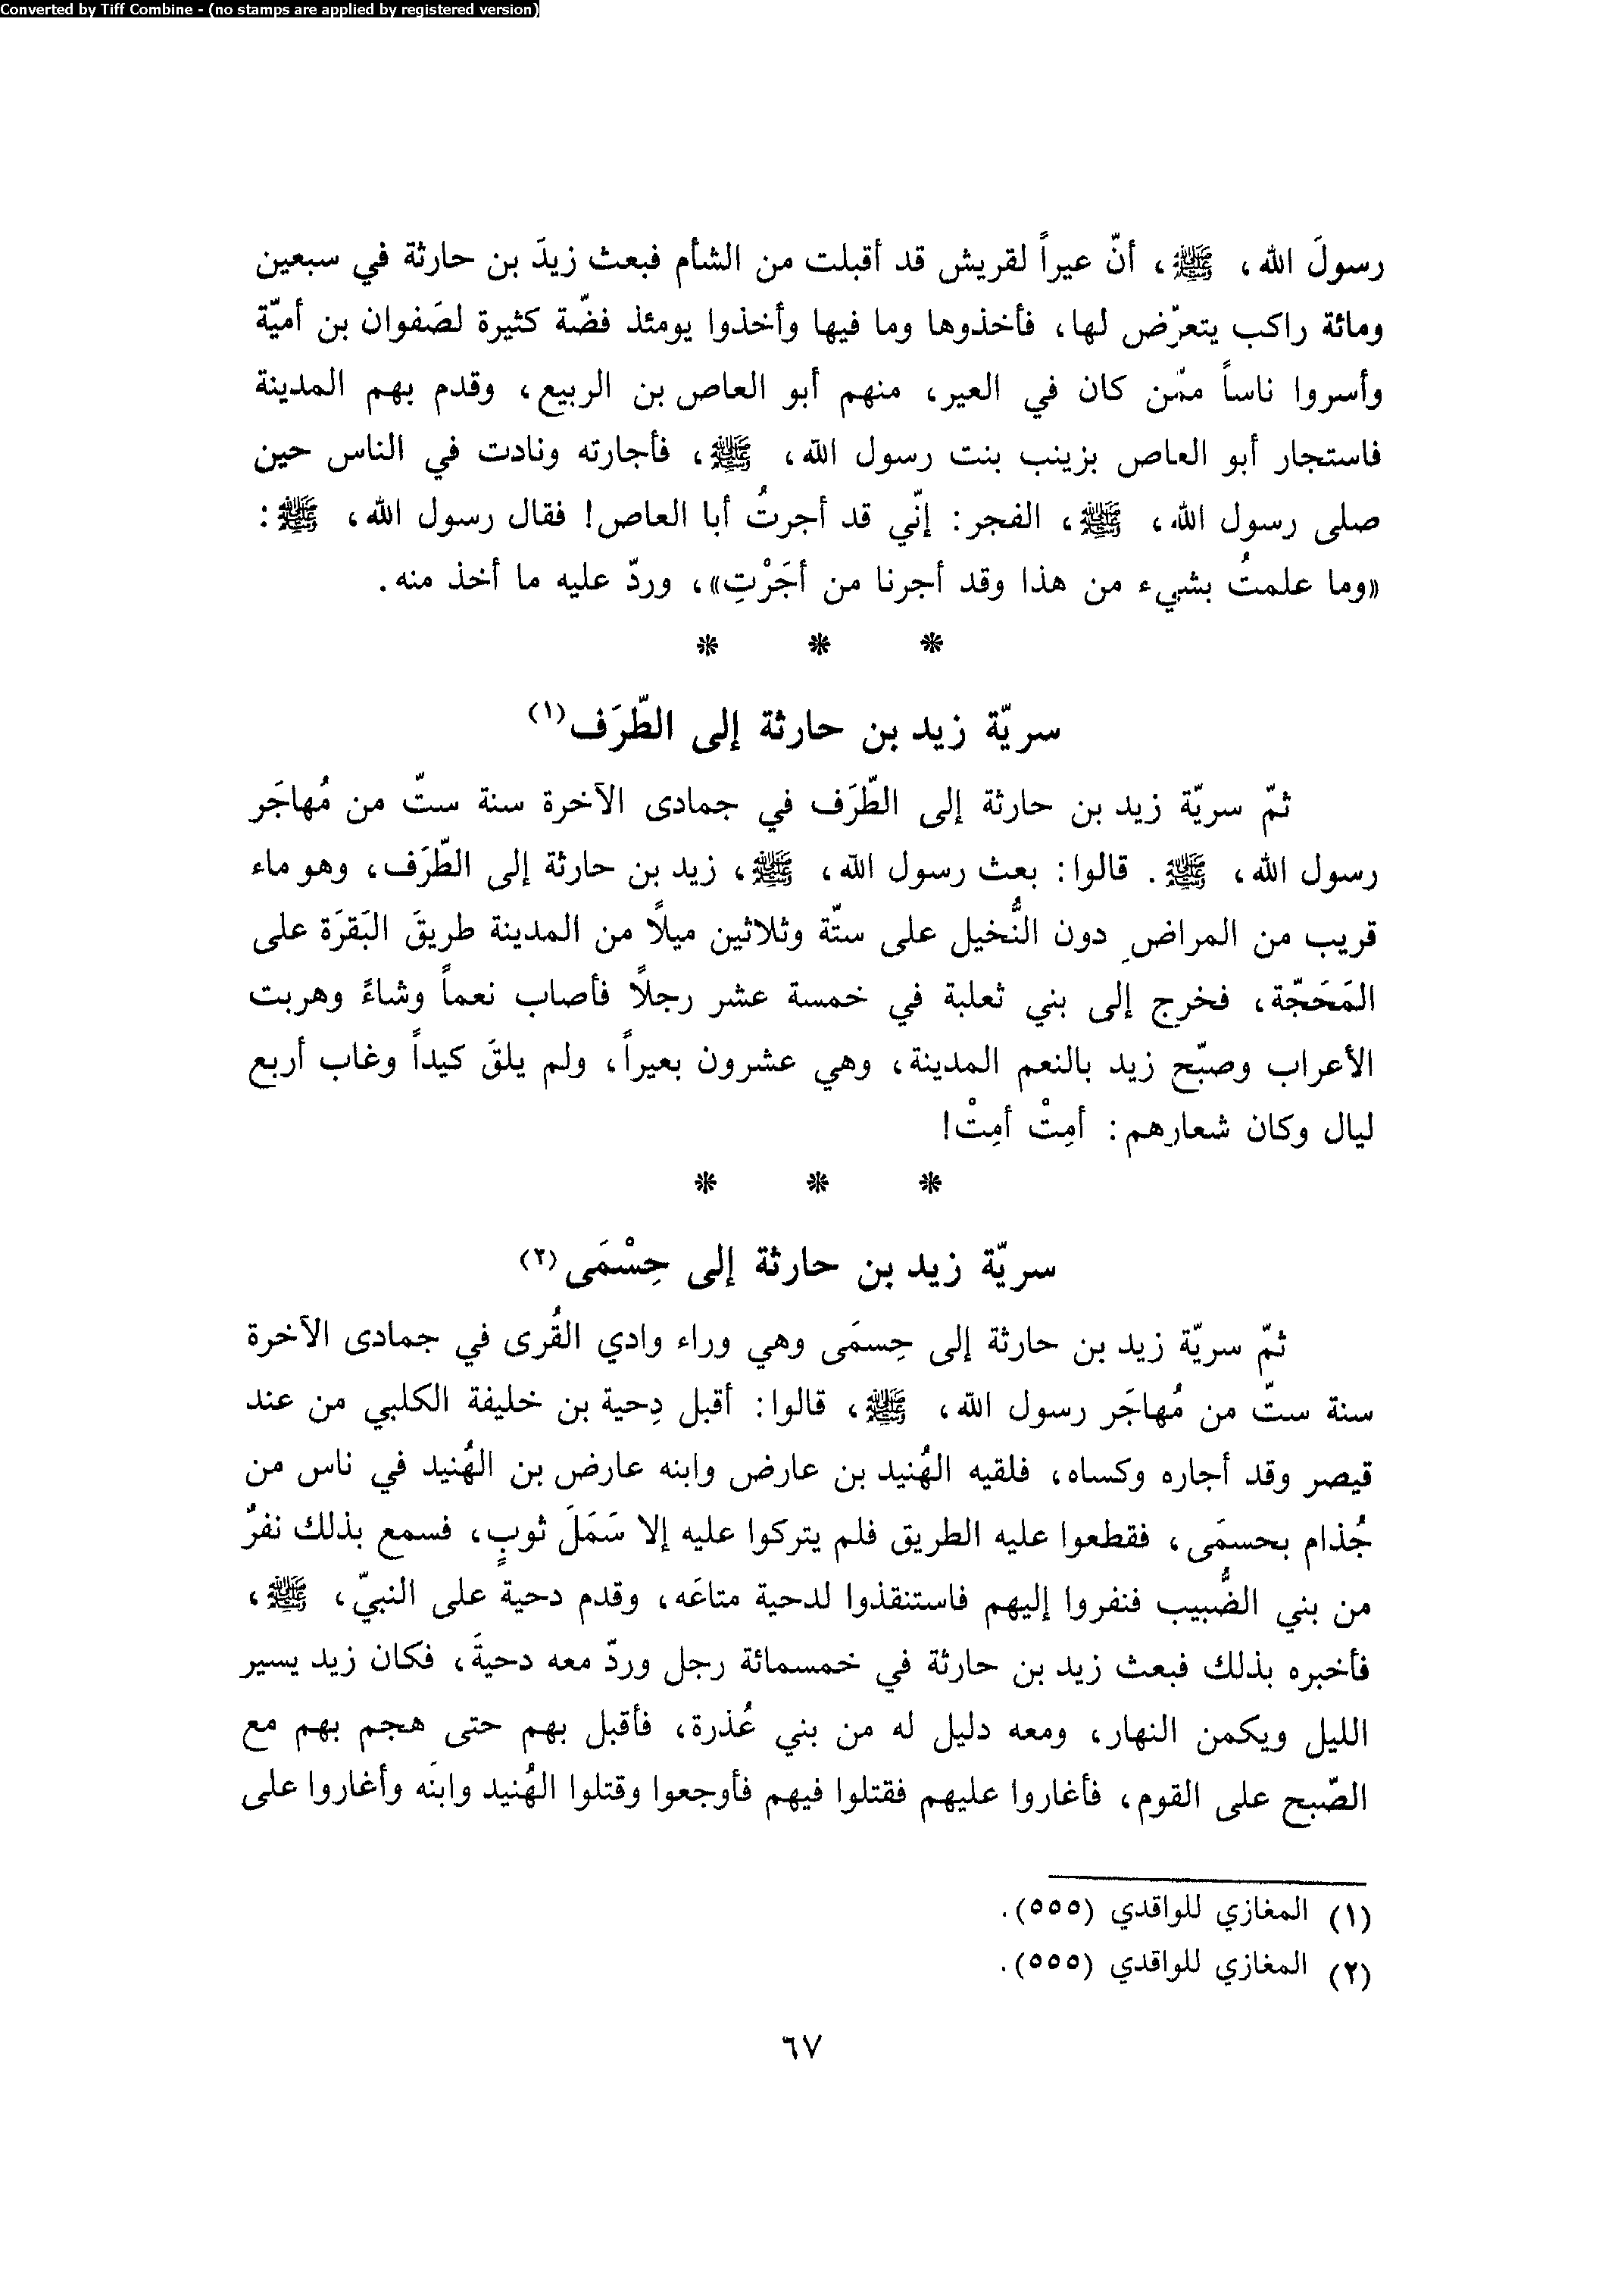 Converted by Tiff Combine - (no stamps are applied by registered version)
رسولَ الله، ﷺ، أنّ عيراً لقريش قد أقبلت من الشأم فبعث زيدَ بن حارثة في سبعين
ومائة راكب يتعرّض لها، فأخذوها وما فيها وأخذوا يومئذ فضّة كثيرة لصَفوان بن أميّة
وأسروا ناساً ممّن كان في العير، منهم أبو العاص بن الربيع، وقدم بهم المدينة
فاستجار أبو العاص بزينب بنت رسول الله، ﷺ، فأجارته ونادت في الناس حين
صلى رسول الله، ﷺ، الفجر: إنّي قد أجرتُ أبا العاص! فقال رسول الله، ﷺ:
«وما علمتُ بشيء من هذا وقد أجرنا من أجَرْتِ»، وردّ عليه ما أخذ منه.
* * *
سريّة زيد بن حارثة إلى الطّرَف(١)
ثمّ سريّة زيد بن حارثة إلى الطّرَف في جمادى الآخرة سنة ستّ من مُهاجَر
رسول الله، ﷺ. قالوا: بعث رسول الله، ﷺ، زيد بن حارثة إلى الطّرَف، وهو ماء
قريب من المراضِ دون النُّخيل على ستّة وثلاثين ميلًا من المدينة طريقَ البَقرَة على
المَحَجّة، فخرج إلى بني ثعلبة في خمسة عشر رجلًا فأصاب نعماً وشاءً وهربت
الأعراب وصبّح زيد بالنعم المدينة، وهي عشرون بعيراً، ولم يلقَ كيداً وغاب أربع
ليال وكان شعارهم: أمِتْ أمِتْ!
* * *
سريّة زيد بن حارثة إلى حِسْمَى(٢)
ثمّ سريّة زيد بن حارثة إلى حِسمَى وهي وراء وادي القُرى في جمادى الآخرة
سنة ستّ من مُهاجَر رسول الله، ﷺ، قالوا: أقبل دِحية بن خليفة الكلبي من عند
قيصر وقد أجاره وكساه، فلقيه الهُنيد بن عارض وابنه عارض بن الهُنيد في ناس من
جُذام بحسمَى، فقطعوا عليه الطريق فلم يتركوا عليه إلا سَمَلَ ثوبٍ، فسمع بذلك نفرٌ
من بني الضُّبيب فنفروا إليهم فاستنقذوا لدحية متاعَه، وقدم دحية على النبيّ، ﷺ،
فأخبره بذلك فبعث زيد بن حارثة في خمسمائة رجل وردّ معه دحيةَ، فكان زيد يسير
الليل ويكمن النهار، ومعه دليل له من بني عُذرة، فأقبل بهم حتى هجم بهم مع
الصّبح على القوم، فأغاروا عليهم فقتلوا فيهم فأوجعوا وقتلوا الهُنيد وابنَه وأغاروا على
(١) المغازي للواقدي (٥٥٥).
(٢) المغازي للواقدي (٥٥٥).
٦٧